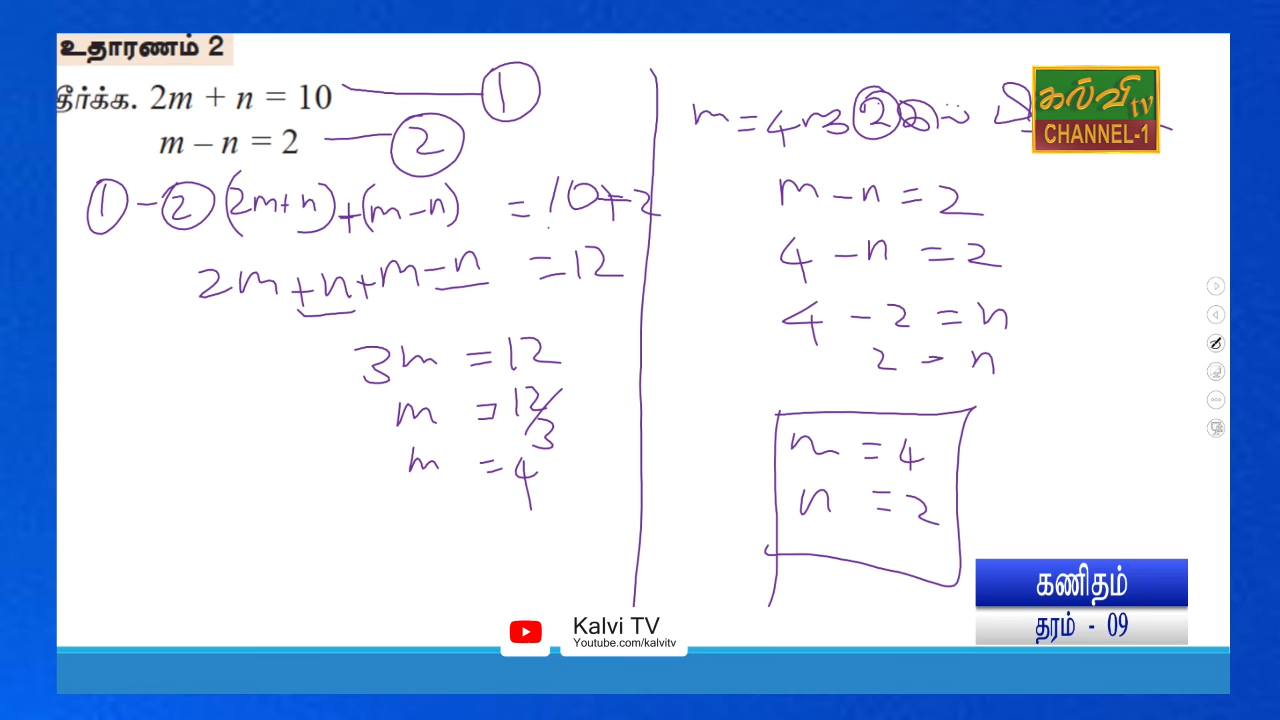 உதாரணம் 2
தீர்க்க. 2m + n = 10 ①
m – n = 2 ②
① - ② (2m+n)+(m-n) = 10+2
2m+n+m-n = 12
3m = 12
m = 12/3
m = 4
m = 4 ②
m - n = 2
4 - n = 2
4 - 2 = n
2 = n
m = 4
n = 2
கல்வி tv
CHANNEL-1
கணிதம்
தரம் - 09
Kalvi TV
Youtube.com/kalvitv